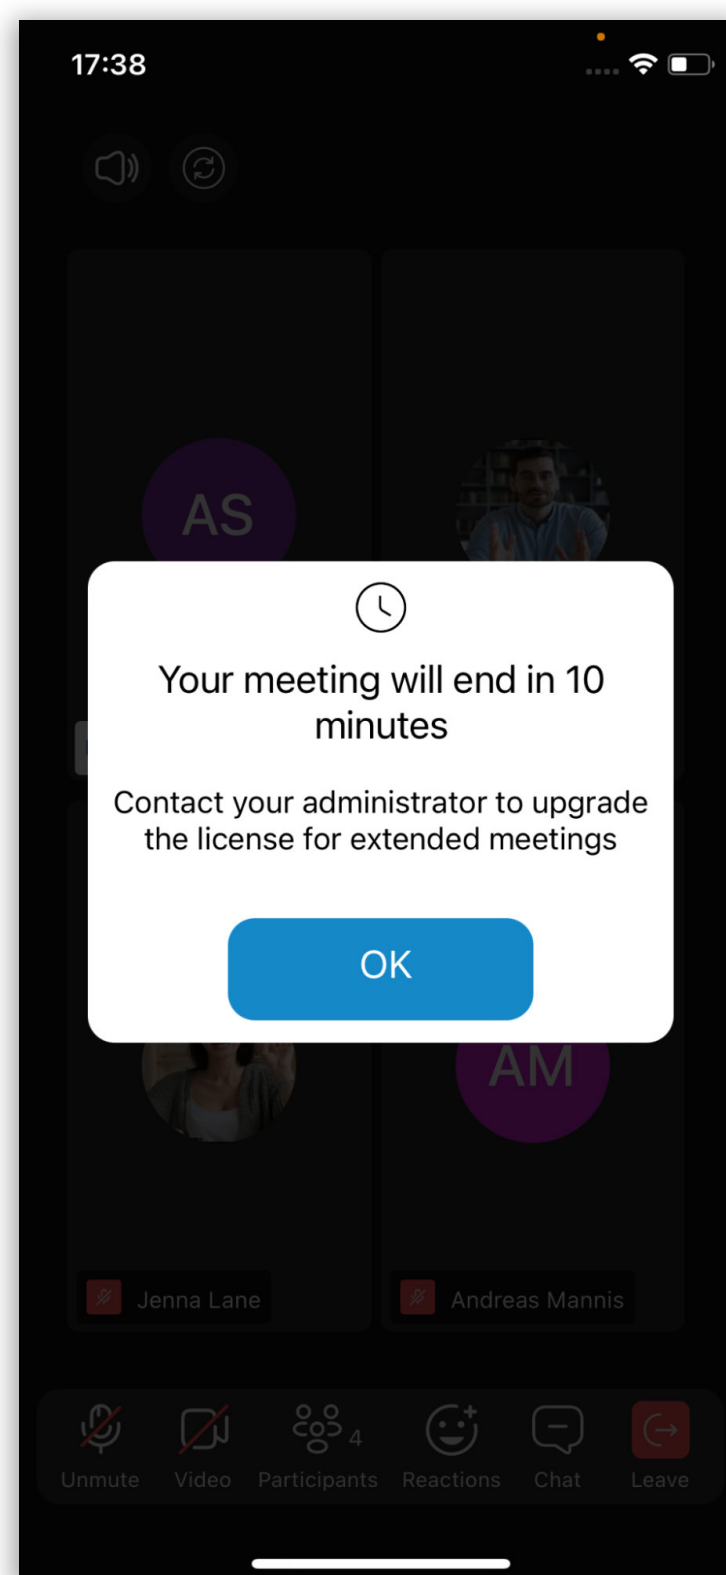 17:38
AS
Your meeting will end in 10
minutes
Contact your administrator to upgrade
the license for extended meetings
OK
AM
Jenna Lane
Andreas Mannis
4
Unmute
Video
Participants
Reactions
Chat
Leave